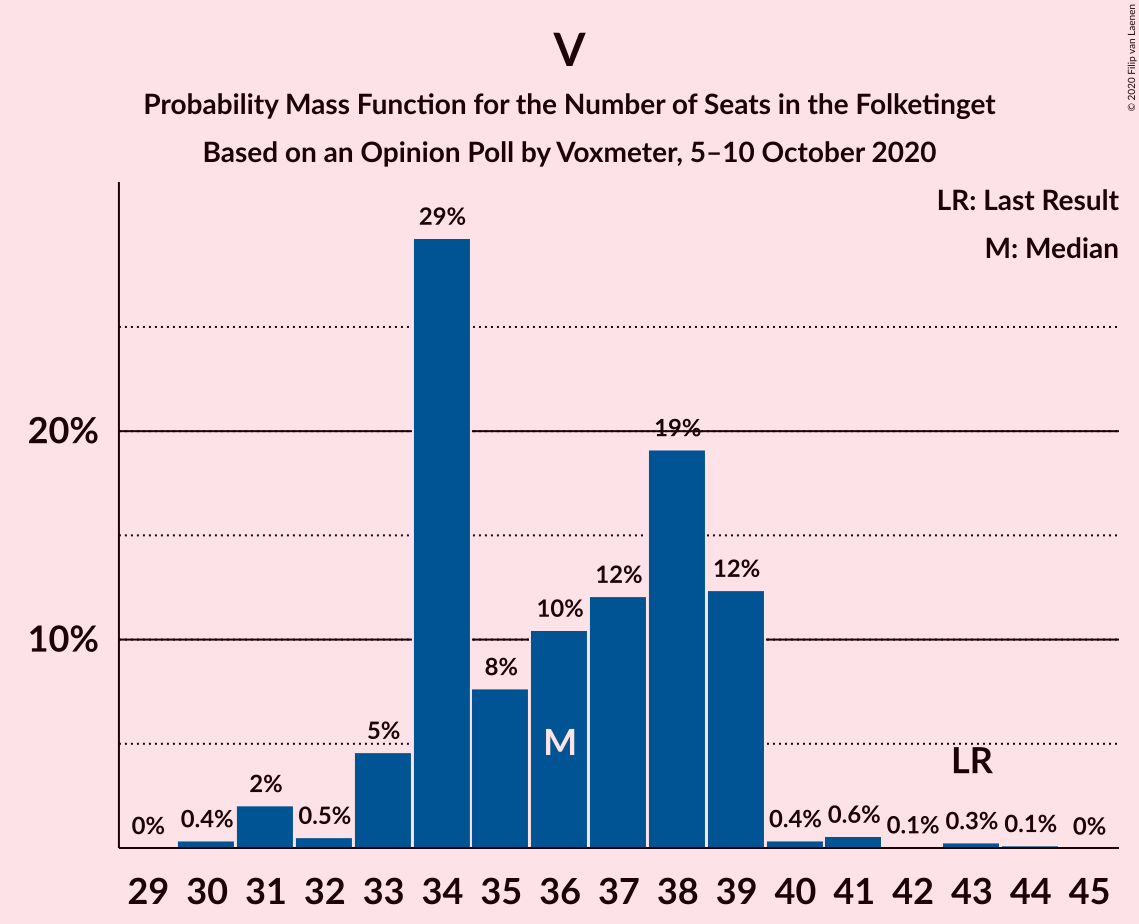 © 2020 Filip van Laenen
V
Probability Mass Function for the Number of Seats in the Folketinget
Based on an Opinion Poll by Voxmeter, 5–10 October 2020
LR: Last Result
M: Median
20%
10%
0%
0.4%
2%
0.5%
5%
29%
8%
10%
12%
19%
12%
0.4%
0.6%
0.1%
0.3%
0.1%
0%
M
LR
29 30 31 32 33 34 35 36 37 38 39 40 41 42 43 44 45